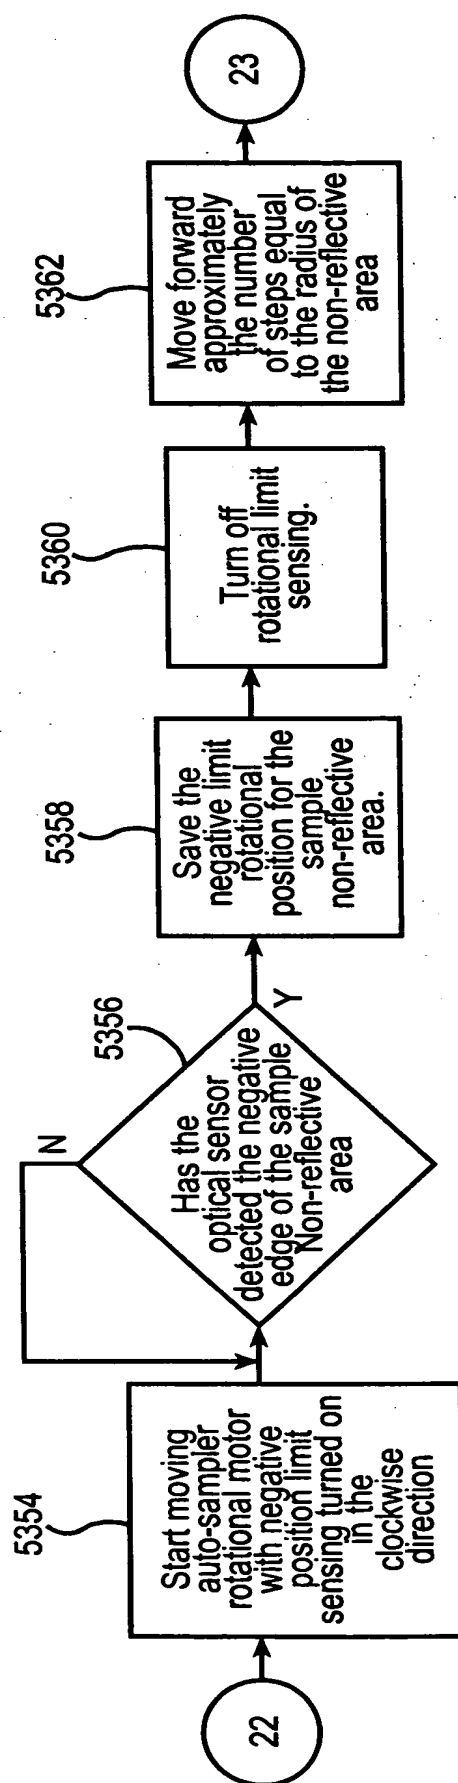 22
5354
Start moving
auto-sampler
rotational motor
with negative
position limit
sensing turned on
in the
clockwise
direction
5356
Has the
optical sensor
detected the negative
edge of the sample
Non-reflective
area
N
Y
5358
Save the
negative limit
rotational
position for the
sample
non-reflective
area.
5360
Turn off
rotational limit
sensing.
5362
Move forward
approximately
the number
of steps equal
to the radius of
the non-reflective
area
23